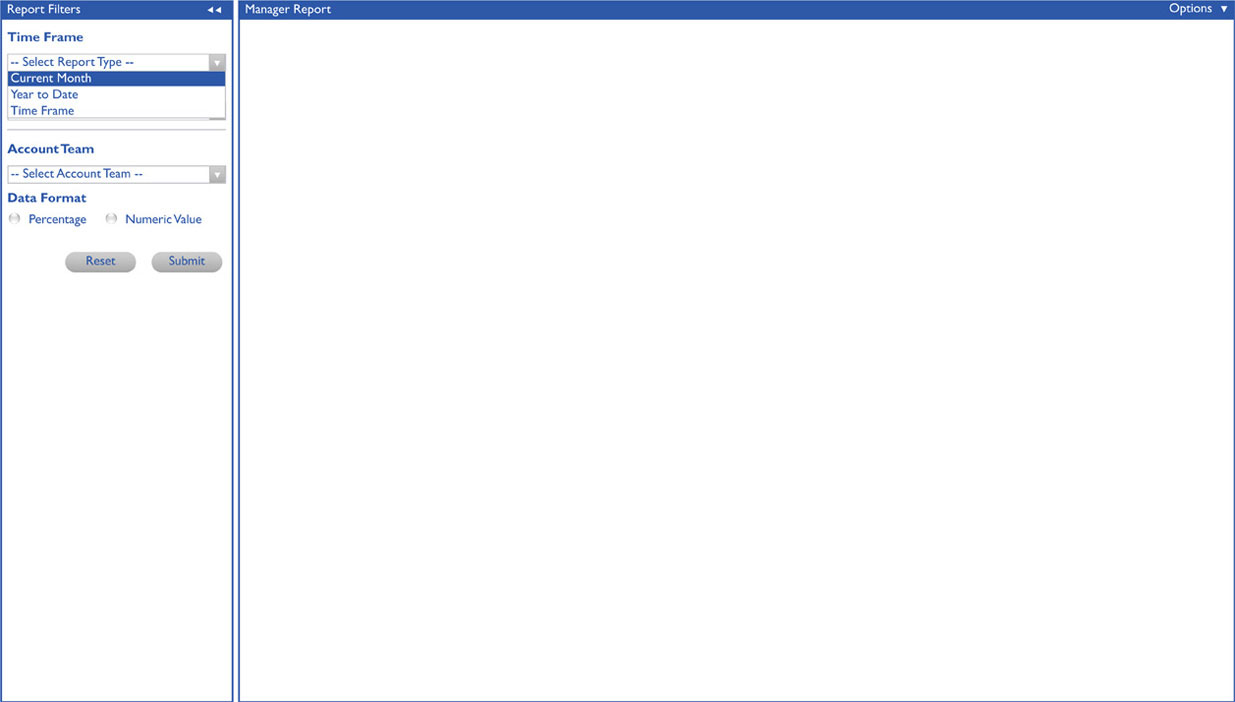 Report Filters
Manager Report
Options
Time Frame
-- Select Report Type --
Current Month
Year to Date
Time Frame
Account Team
-- Select Account Team --
Data Format
Percentage
Numeric Value
Reset
Submit